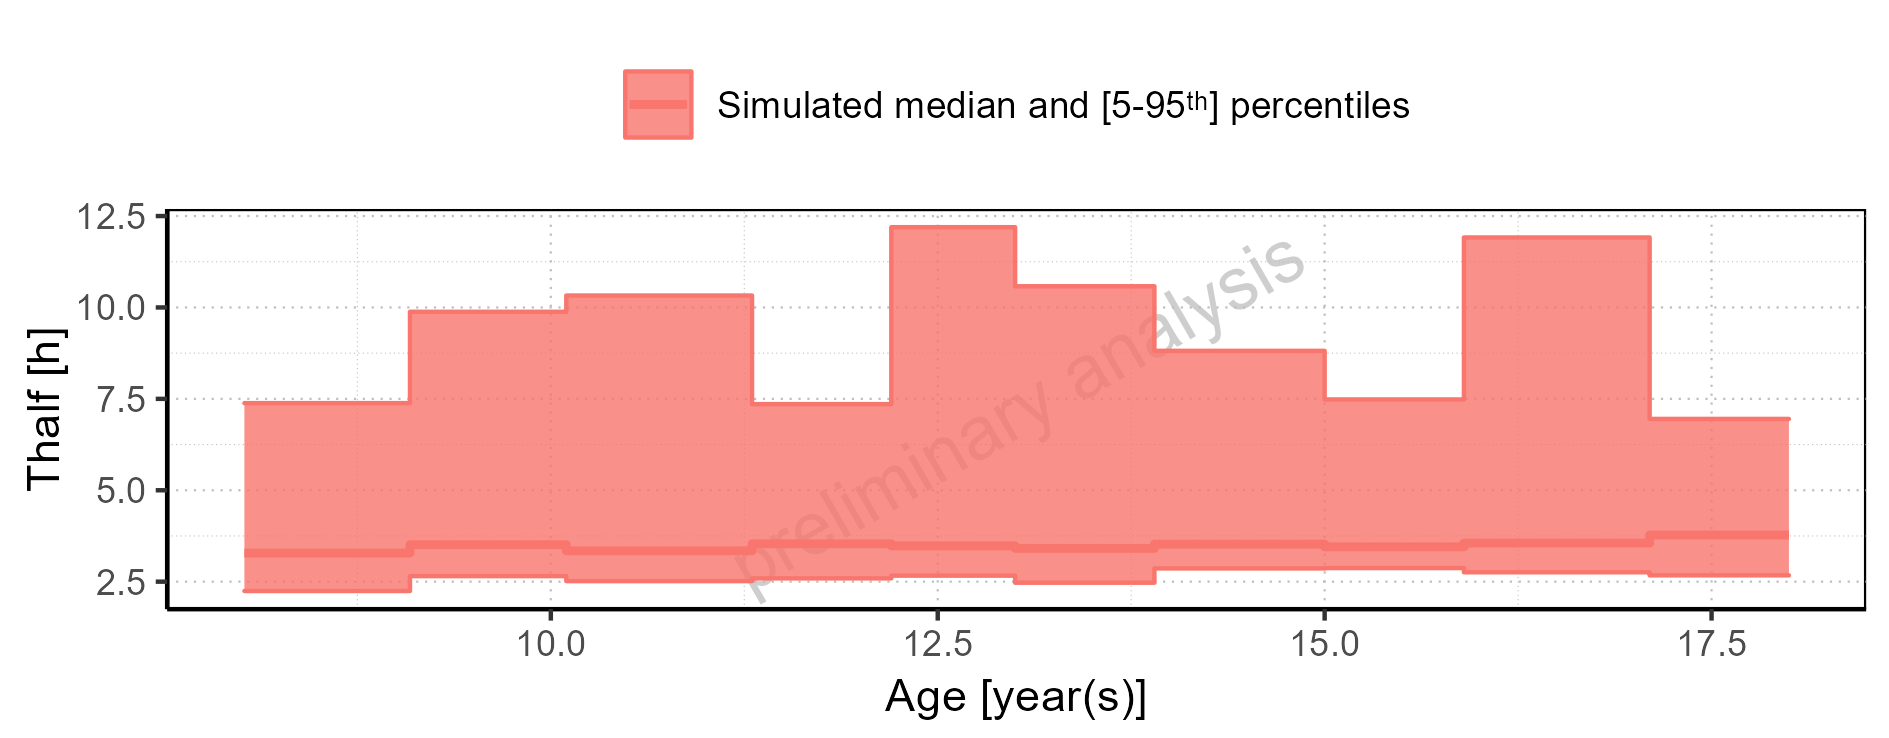 Simulated median and [5-95ᵗʰ] percentiles
12.5
10.0
7.5
5.0
2.5
Thalf [h]
preliminary analysis
10.0 12.5 15.0 17.5
Age [year(s)]